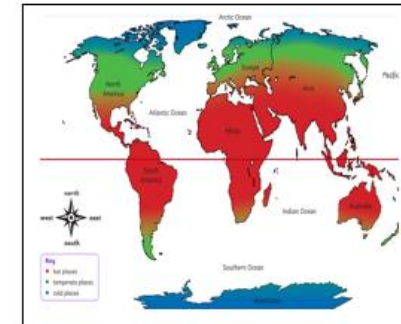 Arctic Ocean
North
America
Europe
Asia
Pacific
Atlantic Ocean
Africa
South
America
Indian Ocean
Australia
north
west
east
south
Southern Ocean
Key
hot places
temperate places
cold places
Antarctica